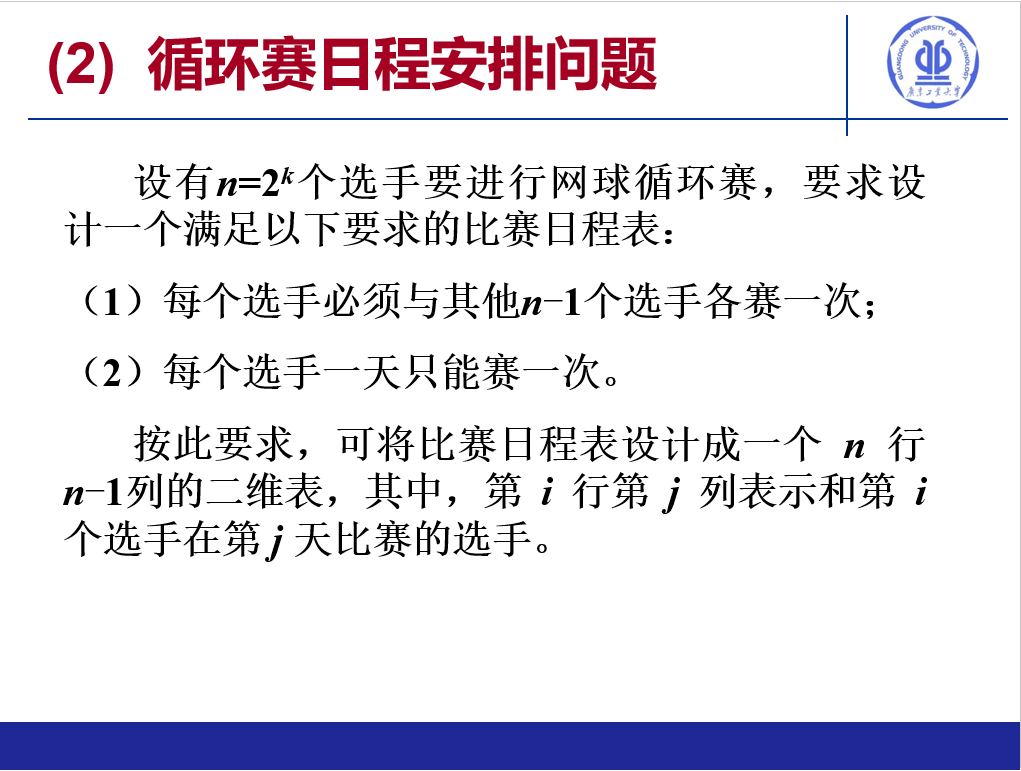 (2) 循环赛日程安排问题
GUANGDONG UNIVERSITY OF TECHNOLOGY
广东工业大学
设有n=2ᵏ个选手要进行网球循环赛，要求设
计一个满足以下要求的比赛日程表：
（1）每个选手必须与其他n−1个选手各赛一次；
（2）每个选手一天只能赛一次。
按此要求，可将比赛日程表设计成一个 n 行
n−1列的二维表，其中，第 i 行第 j 列表示和第 i
个选手在第 j 天比赛的选手。